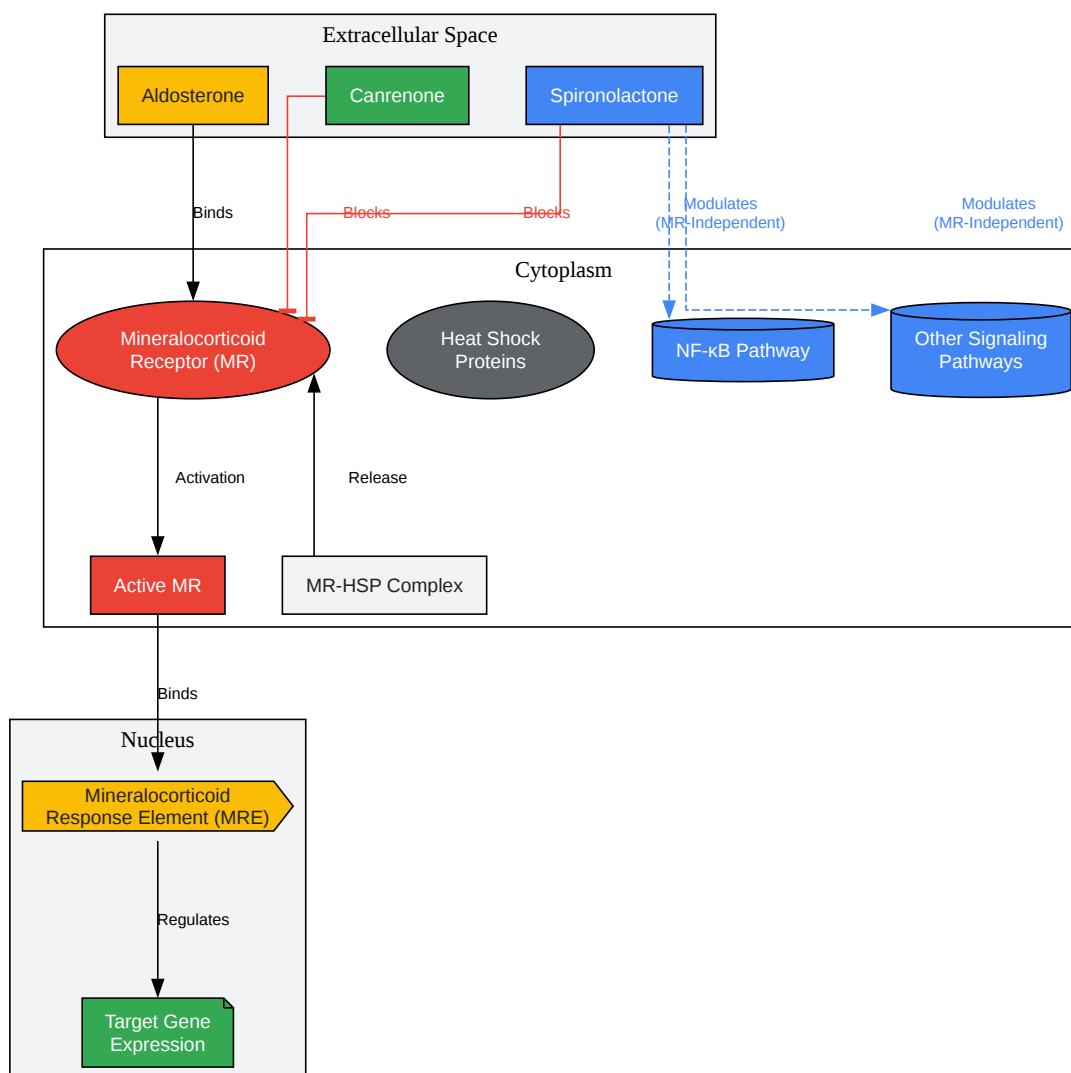 Extracellular Space
Aldosterone
Canrenone
Spironolactone
Binds
Blocks
Blocks
Modulates
(MR-Independent)
Modulates
(MR-Independent)
Cytoplasm
Mineralocorticoid
Receptor (MR)
Heat Shock
Proteins
NF-κB Pathway
Other Signaling
Pathways
Activation
Release
Active MR
MR-HSP Complex
Binds
Nucleus
Mineralocorticoid
Response Element (MRE)
Regulates
Target Gene
Expression